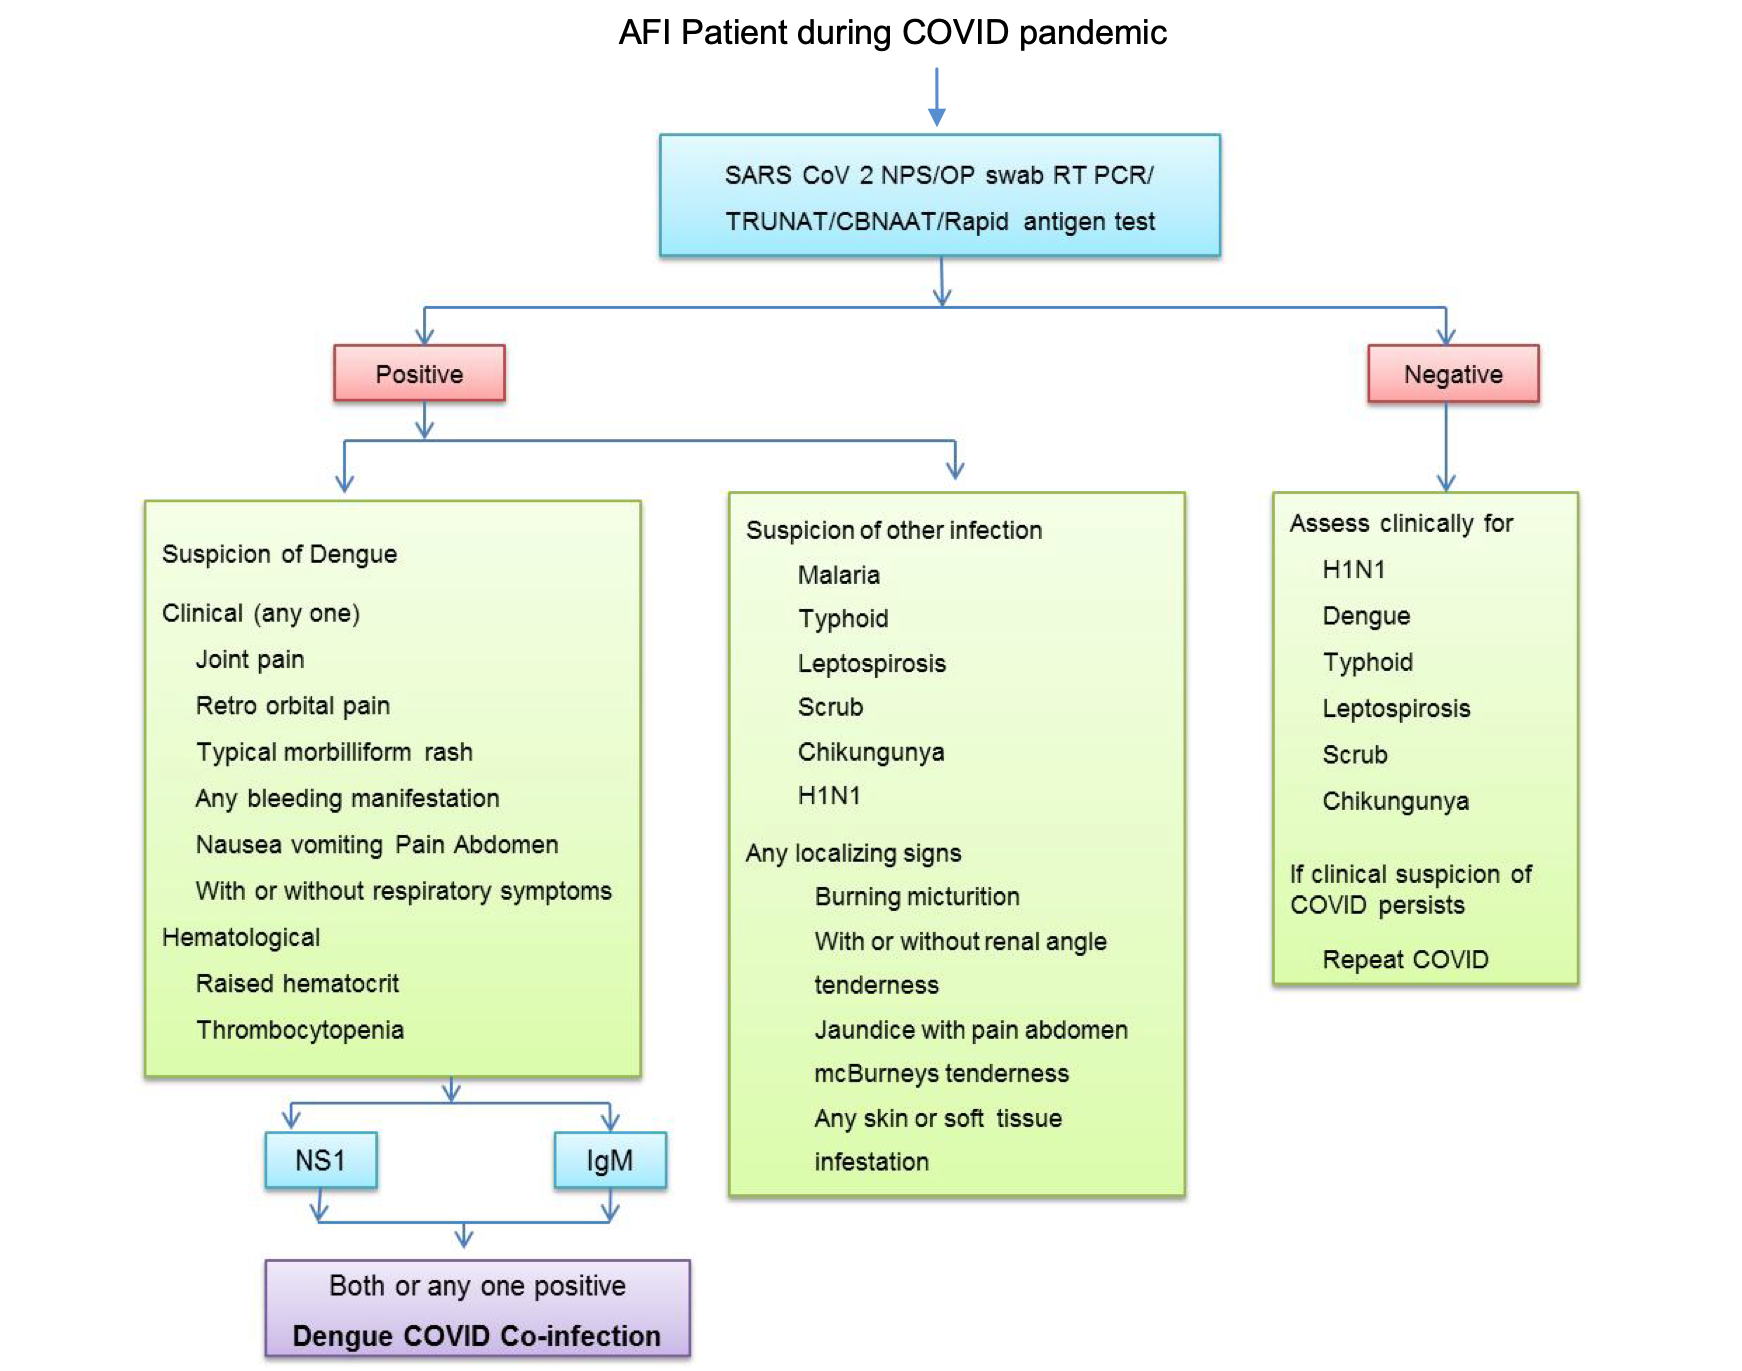 AFI Patient during COVID pandemic
SARS CoV 2 NPS/OP swab RT PCR/
TRUNAT/CBNAAT/Rapid antigen test
Positive
Negative
Suspicion of Dengue
Clinical (any one)
Joint pain
Retro orbital pain
Typical morbilliform rash
Any bleeding manifestation
Nausea vomiting Pain Abdomen
With or without respiratory symptoms
Hematological
Raised hematocrit
Thrombocytopenia
Suspicion of other infection
Malaria
Typhoid
Leptospirosis
Scrub
Chikungunya
H1N1
Any localizing signs
Burning micturition
With or without renal angle
tenderness
Jaundice with pain abdomen
mcBurneys tenderness
Any skin or soft tissue
infestation
Assess clinically for
H1N1
Dengue
Typhoid
Leptospirosis
Scrub
Chikungunya
If clinical suspicion of
COVID persists
Repeat COVID
NS1
IgM
Both or any one positive
Dengue COVID Co-infection